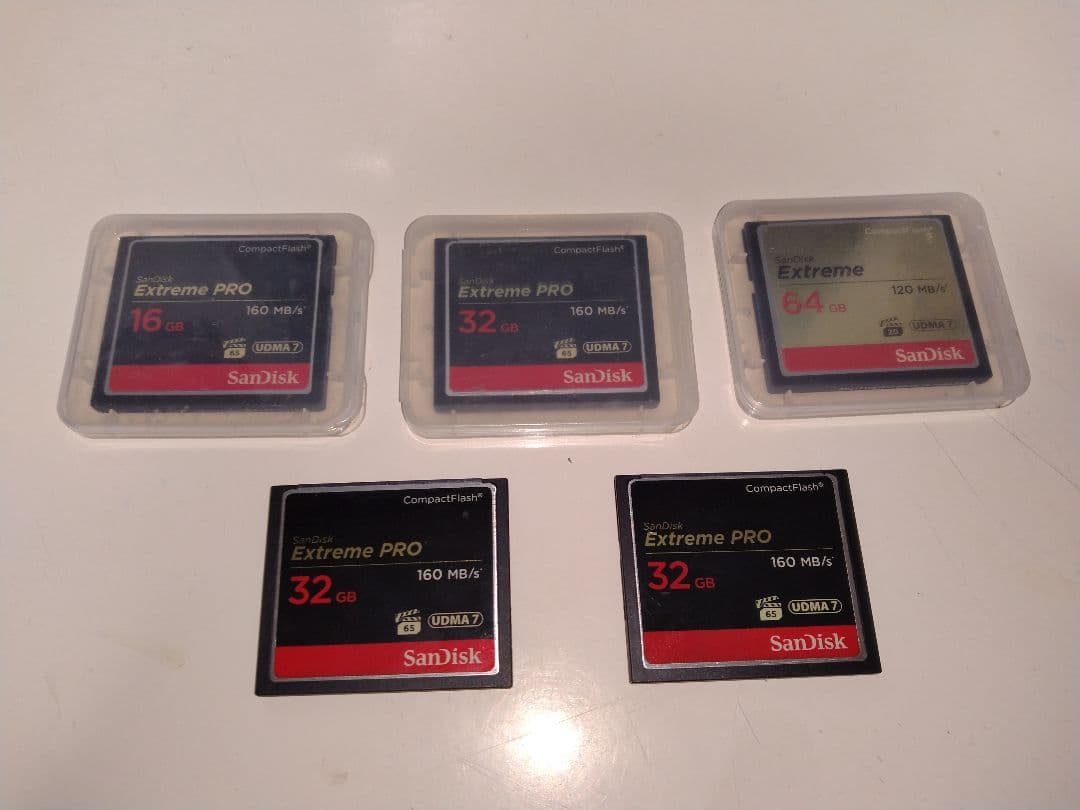 CompactFlash®
SanDisk
Extreme PRO
16 GB
160 MB/s
65 UDMA 7
SanDisk
CompactFlash®
SanDisk
Extreme PRO
32 GB
160 MB/s
65 UDMA 7
SanDisk
CompactFlash®
SanDisk
Extreme
64 GB
120 MB/s
20 UDMA 7
SanDisk
CompactFlash®
SanDisk
Extreme PRO
32 GB
160 MB/s
65 UDMA 7
SanDisk
CompactFlash®
SanDisk
Extreme PRO
32 GB
160 MB/s
65 UDMA 7
SanDisk